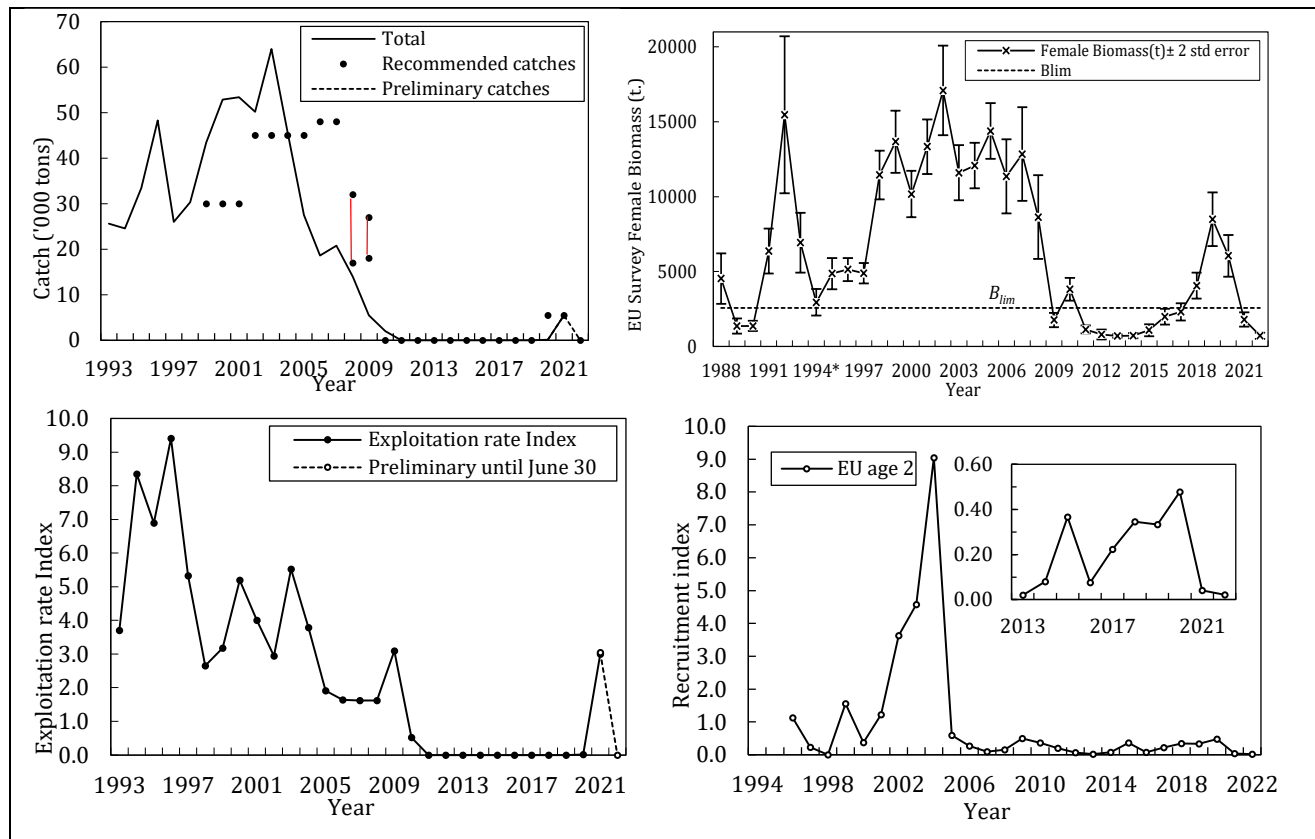 70
60
50
40
30
20
10
0
Catch ('000 tons)
Total
Recommended catches
Preliminary catches
1993 1997 2001 2005 2009 2013 2017 2021
Year
20000
15000
10000
5000
0
EU Survey Female Biomass (t.)
Female Biomass(t)± 2 std error
Blim
Blim
1988 1991 1994* 1997 2000 2003 2006 2009 2012 2015 2018 2021
Year
10.0
9.0
8.0
7.0
6.0
5.0
4.0
3.0
2.0
1.0
0.0
Exploitation rate Index
Exploitation rate Index
Preliminary until June 30
1993 1997 2001 2005 2009 2013 2017 2021
Year
10.0
9.0
8.0
7.0
6.0
5.0
4.0
3.0
2.0
1.0
0.0
Recruitment index
EU age 2
0.60
0.40
0.20
0.00
2013 2017 2021
1994 1998 2002 2006 2010 2014 2018 2022
Year